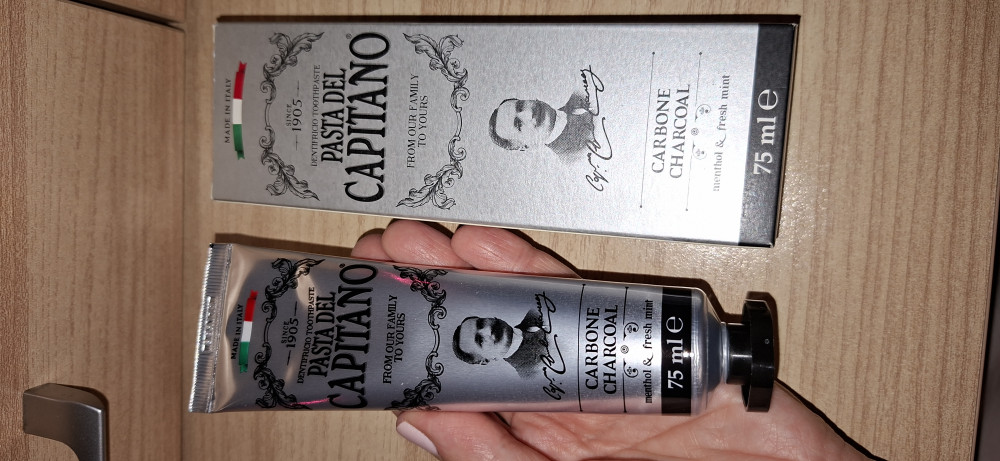 MADE IN ITALY
SINCE
1905
DENTIFRICIO TOOTHPASTE
PASTA DEL
CAPITANO
FROM OUR FAMILY
TO YOURS
CARBONE
CHARCOAL
menthol & fresh mint
75 ml e
MADE IN ITALY
SINCE
1905
DENTIFRICIO TOOTHPASTE
PASTA DEL
CAPITANO
FROM OUR FAMILY
TO YOURS
CARBONE
CHARCOAL
menthol & fresh mint
75 ml e